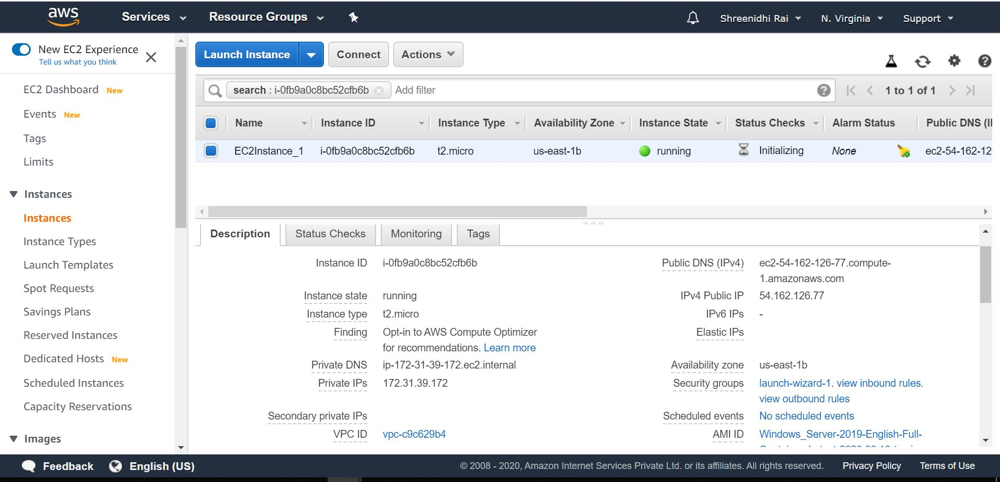 aws Services Resource Groups Shreenidhi Rai N. Virginia Support
New EC2 Experience
Tell us what you think
EC2 Dashboard New
Events New
Tags
Limits
Instances
Instances
Instance Types
Launch Templates
Spot Requests
Savings Plans
Reserved Instances
Dedicated Hosts New
Scheduled Instances
Capacity Reservations
Images
Launch Instance Connect Actions
search : i-0fb9a0c8bc52cfb6b Add filter 1 to 1 of 1
Name Instance ID Instance Type Availability Zone Instance State Status Checks Alarm Status Public DNS (I
EC2Instance_1 i-0fb9a0c8bc52cfb6b t2.micro us-east-1b running Initializing None ec2-54-162-12
Description Status Checks Monitoring Tags
Instance ID i-0fb9a0c8bc52cfb6b
Instance state running
Instance type t2.micro
Finding Opt-in to AWS Compute Optimizer
for recommendations. Learn more
Private DNS ip-172-31-39-172.ec2.internal
Private IPs 172.31.39.172
Secondary private IPs
VPC ID vpc-c9c629b4
Public DNS (IPv4) ec2-54-162-126-77.compute-
1.amazonaws.com
IPv4 Public IP 54.162.126.77
IPv6 IPs -
Elastic IPs
Availability zone us-east-1b
Security groups launch-wizard-1. view inbound rules.
view outbound rules
Scheduled events No scheduled events
AMI ID Windows_Server-2019-English-Full-
Feedback English (US) © 2008 - 2020, Amazon Internet Services Private Ltd. or its affiliates. All rights reserved. Privacy Policy Terms of Use